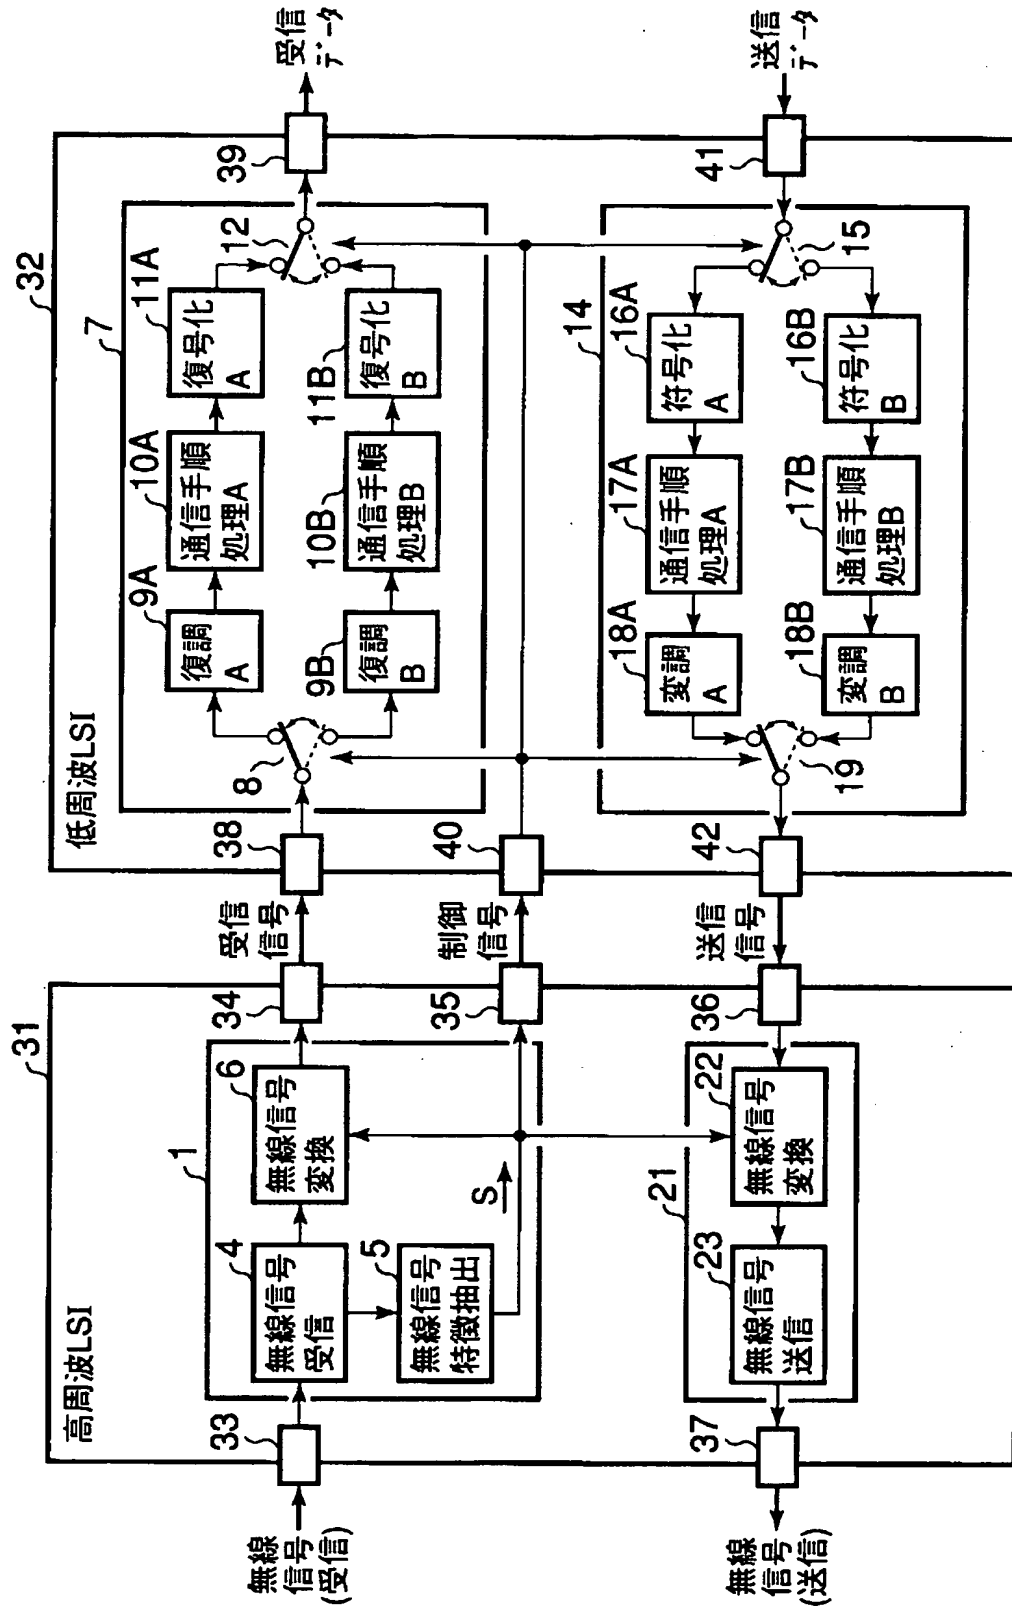 31
高周波LSI
無線
信号
(受信)
33
1
4
無線信号
受信
5
無線信号
特徴抽出
6
無線信号
変換
S
34
35
受信
信号
制御
信号
21
22
無線信号
変換
23
無線信号
送信
36
37
無線
信号
(送信)
送信
信号
32
低周波LSI
38
40
42
7
8
9A
復調
A
10A
通信手順
処理A
11A
復号化
A
9B
復調
B
10B
通信手順
処理B
11B
復号化
B
12
39
受信
データ
14
15
16A
符号化
A
17A
通信手順
処理A
18A
変調
A
16B
符号化
B
17B
通信手順
処理B
18B
変調
B
19
41
送信
データ